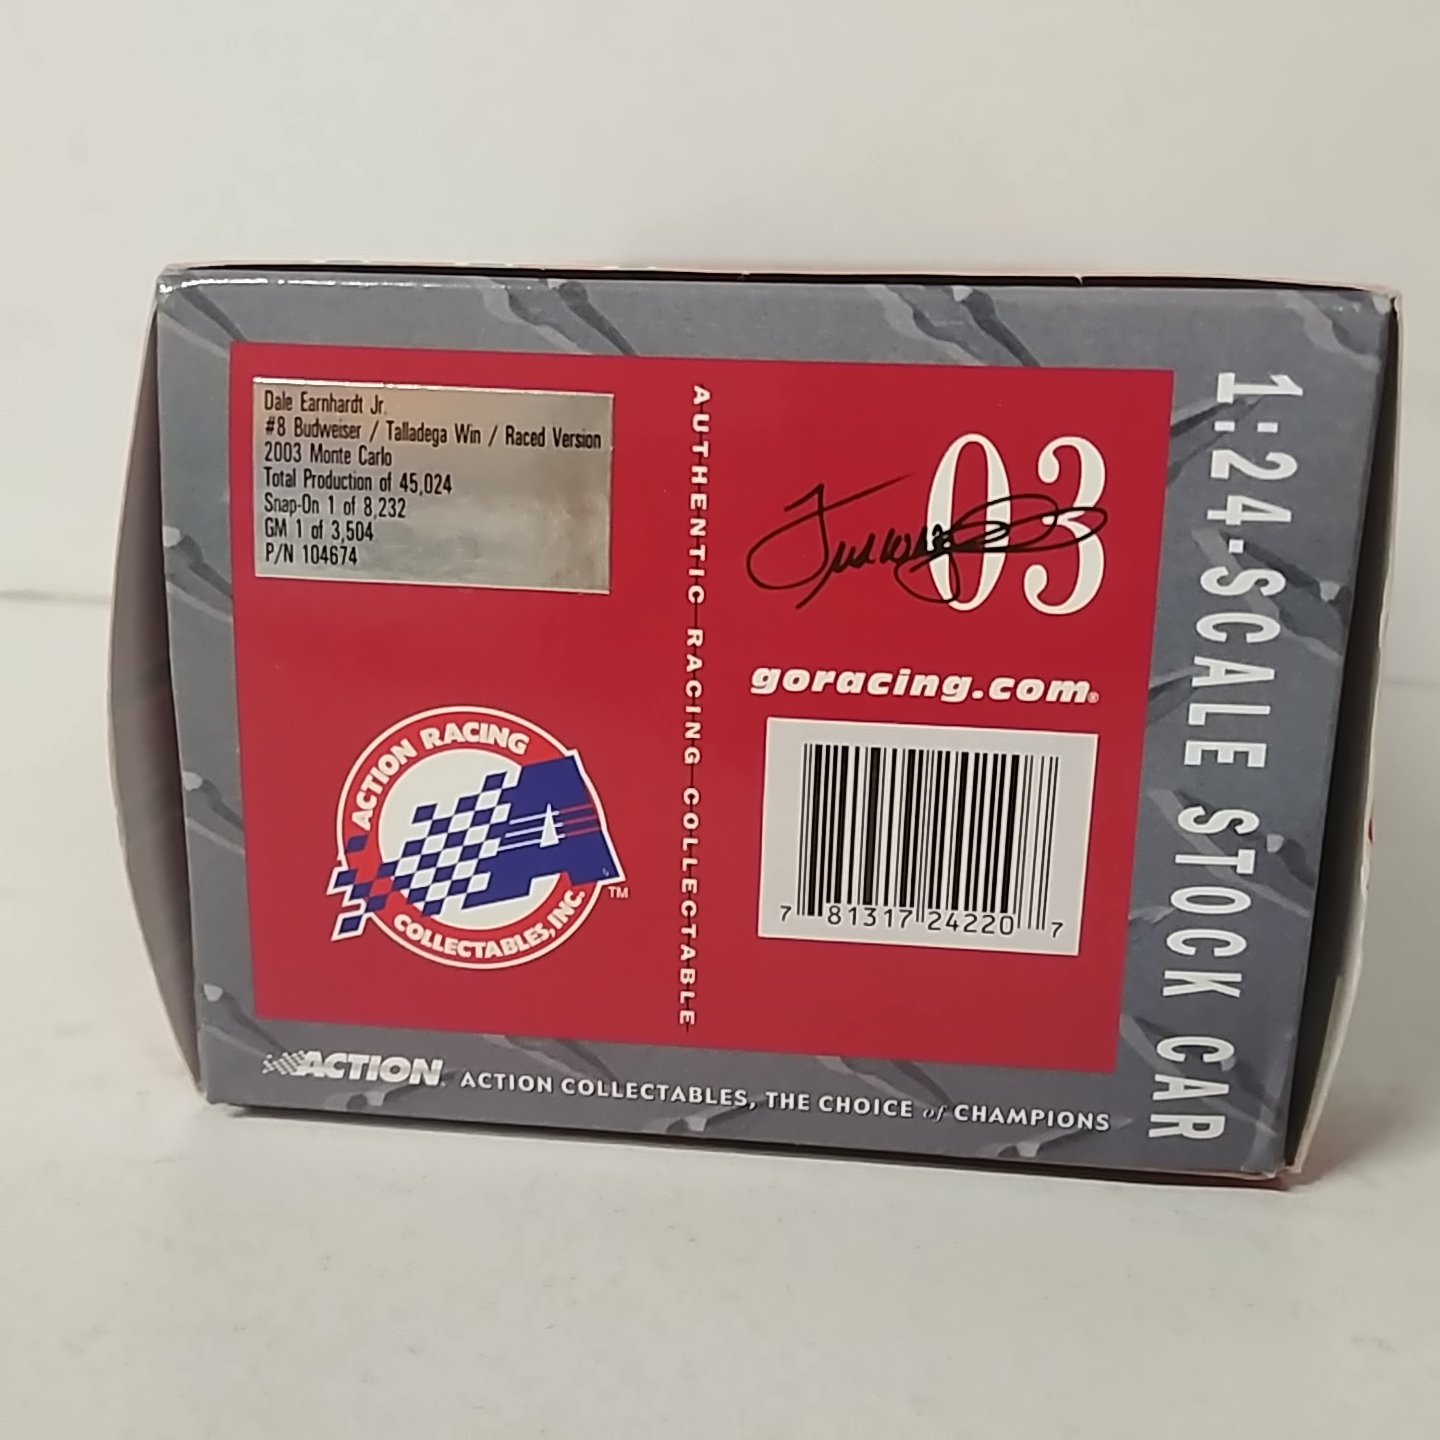 Dale Earnhardt Jr.
#8 Budweiser / Talladega Win / Raced Version
2003 Monte Carlo
Total Production of 45,024
Snap-On 1 of 8,232
GM 1 of 3,504
P/N 104674
AUTHENTIC RACING COLLECTABLE
03
goracing.com®
ACTION RACING
COLLECTABLES, INC.
TM
7 81317 24220 7
1:24-SCALE STOCK CAR
ACTION
ACTION COLLECTABLES, THE CHOICE of CHAMPIONS